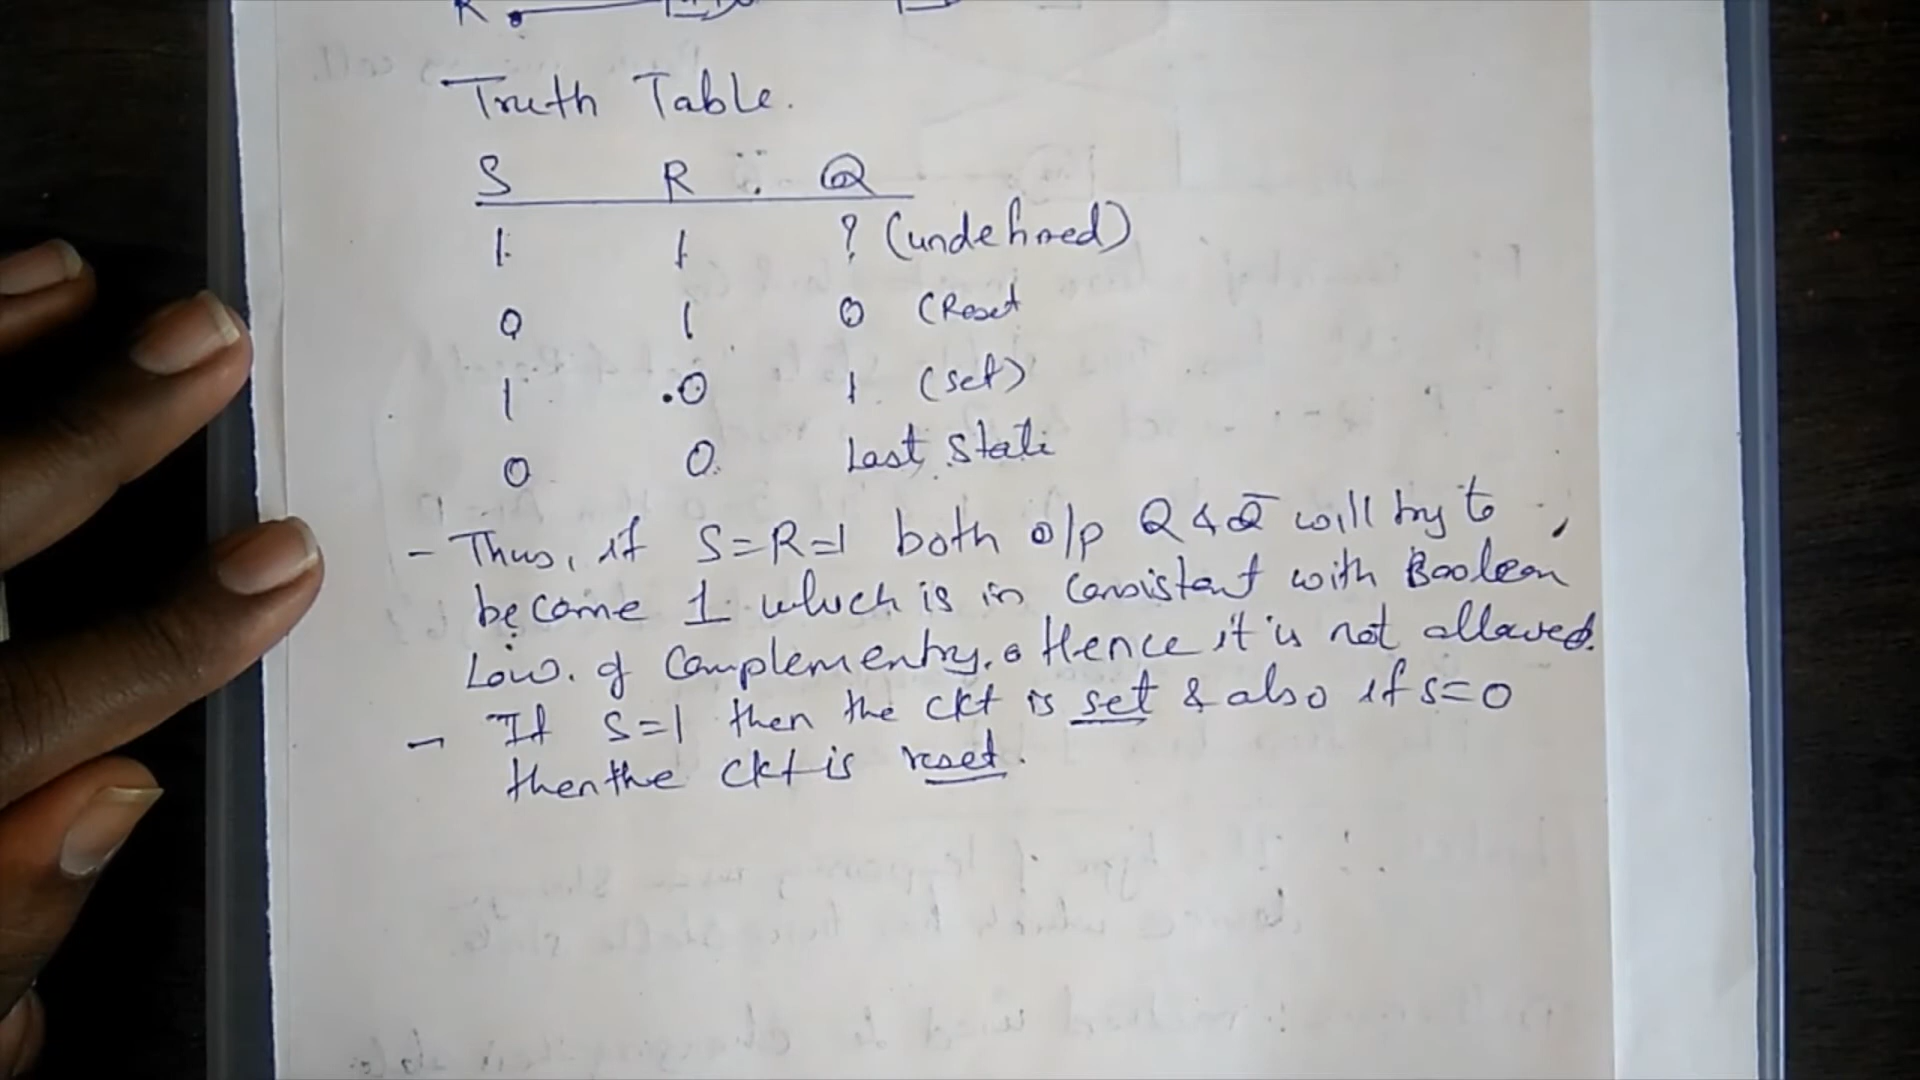 R
Truth Table.
S R Q
1 1 ? (undefined)
0 1 0 (Reset
1 0 1 (set)
0 0 Last State
- Thus, if S=R=1 both o/p Q & Q̅ will try to
become 1 which is in consistant with Boolean
Low. of Complementry. Hence it is not allowed.
- If S=1 then the ckt is set & also if s=0
then the ckt is reset.